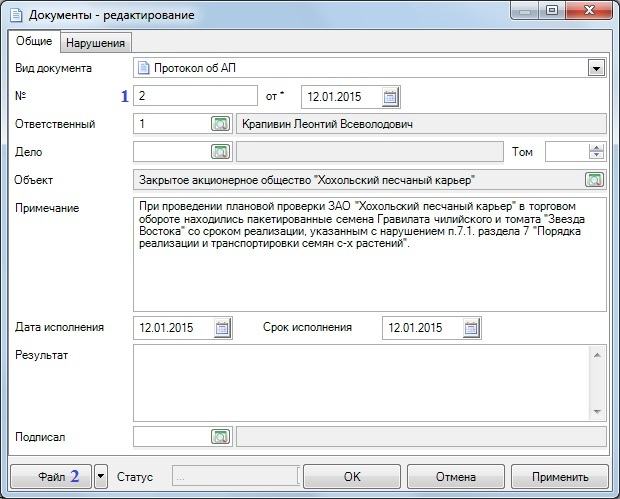 Документы - редактирование
Общие Нарушения
Вид документа Протокол об АП
№ 1 2 от * 12.01.2015
Ответственный 1 Крапивин Леонтий Всеволодович
Дело Том
Объект Закрытое акционерное общество "Хохольский песчаный карьер"
Примечание При проведении плановой проверки ЗАО "Хохольский песчаный карьер" в торговом
обороте находились пакетированные семена Гравилата чилийского и томата "Звезда
Востока" со сроком реализации, указанным с нарушением п.7.1. раздела 7 "Порядка
реализации и транспортировки семян с-х растений".
Дата исполнения 12.01.2015 Срок исполнения 12.01.2015
Результат
Подписал
Файл 2 Статус ... OK Отмена Применить